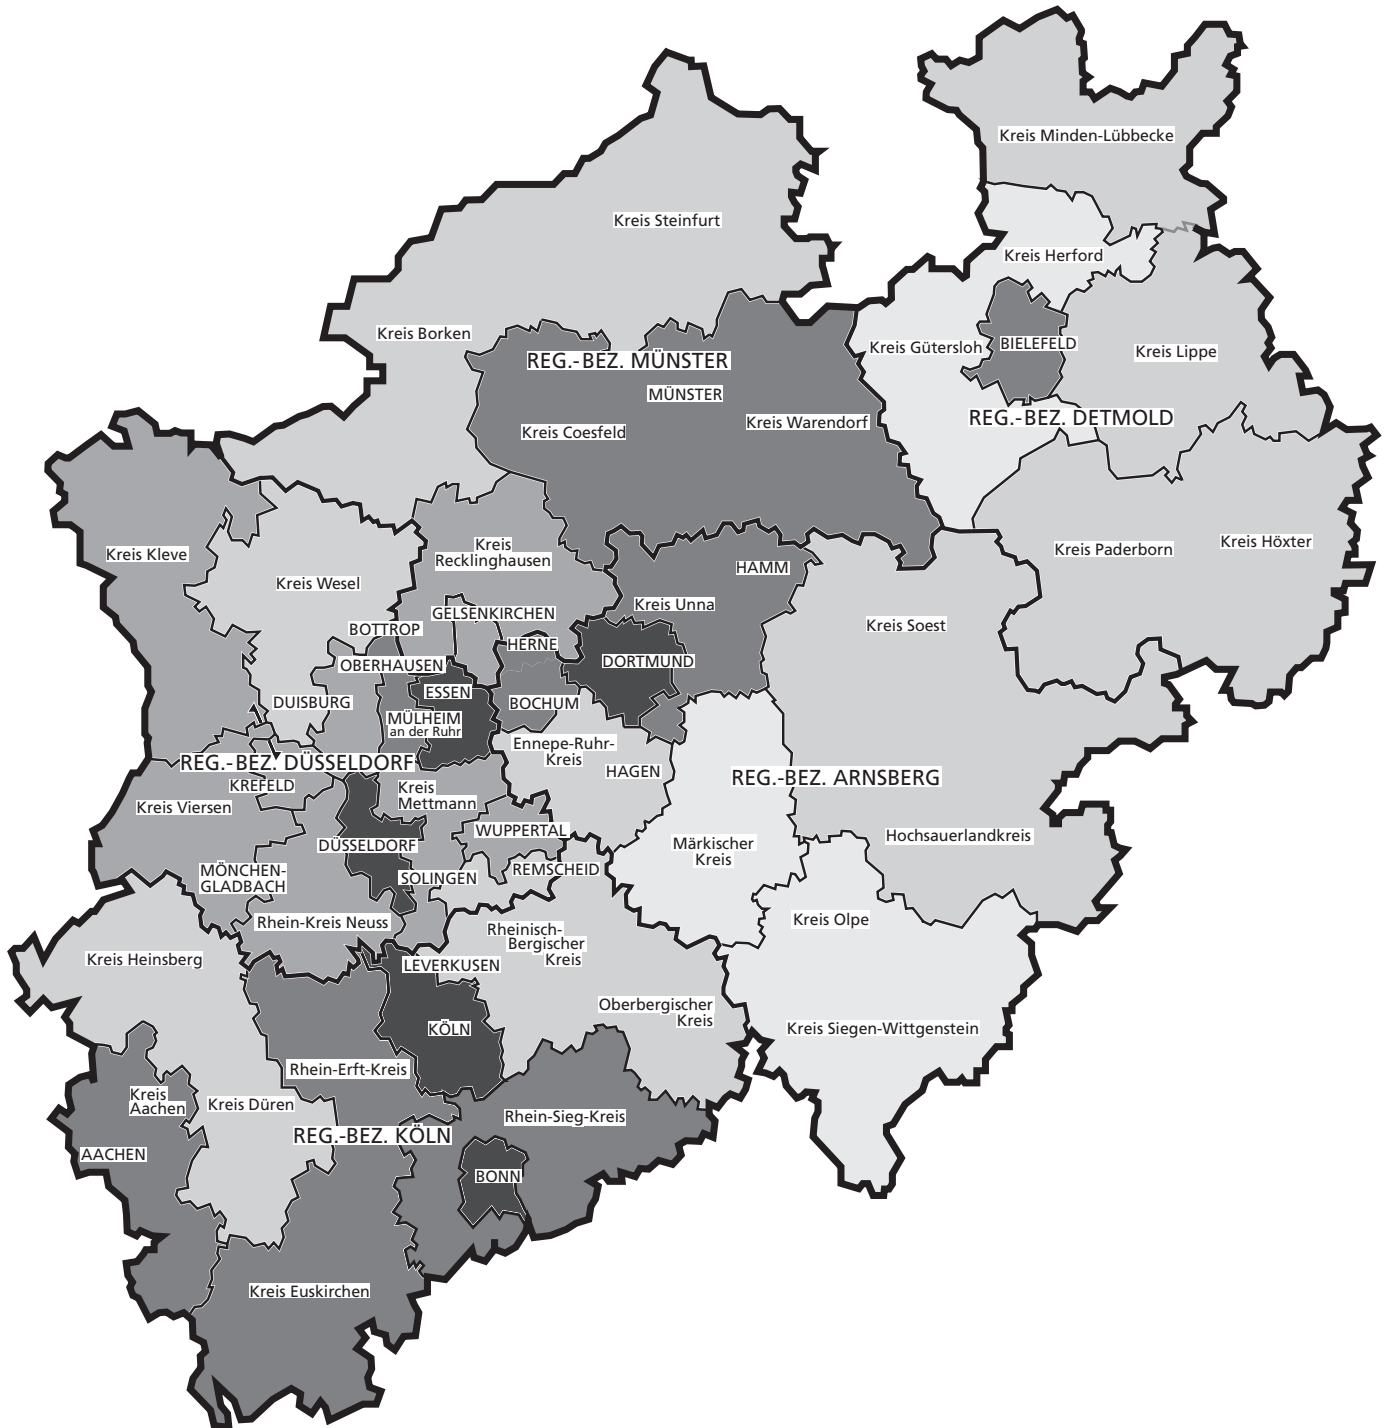 Kreis Minden-Lübbecke
Kreis Steinfurt
Kreis Herford
Kreis Borken
Kreis Gütersloh
BIELEFELD
Kreis Lippe
REG.-BEZ. MÜNSTER
MÜNSTER
Kreis Coesfeld
Kreis Warendorf
REG.-BEZ. DETMOLD
Kreis Kleve
Kreis Wesel
Kreis
Recklinghausen
HAMM
Kreis Paderborn
Kreis Höxter
Kreis Unna
Kreis Soest
GELSENKIRCHEN
BOTTROP
HERNE
OBERHAUSEN
DORTMUND
ESSEN
DUISBURG
BOCHUM
MÜLHEIM
an der Ruhr
Ennepe-Ruhr-
Kreis
REG.-BEZ. DÜSSELDORF
HAGEN
REG.-BEZ. ARNSBERG
KREFELD
Kreis
Mettmann
Kreis Viersen
WUPPERTAL
Hochsauerlandkreis
DÜSSELDORF
Märkischer
Kreis
MÖNCHEN-
GLADBACH
SOLINGEN
REMSCHEID
Rhein-Kreis Neuss
Kreis Olpe
Rheinisch-
Bergischer
Kreis
Kreis Heinsberg
LEVERKUSEN
Oberbergischer
Kreis
KÖLN
Kreis Siegen-Wittgenstein
Rhein-Erft-Kreis
Kreis
Aachen
Kreis Düren
Rhein-Sieg-Kreis
REG.-BEZ. KÖLN
AACHEN
BONN
Kreis Euskirchen